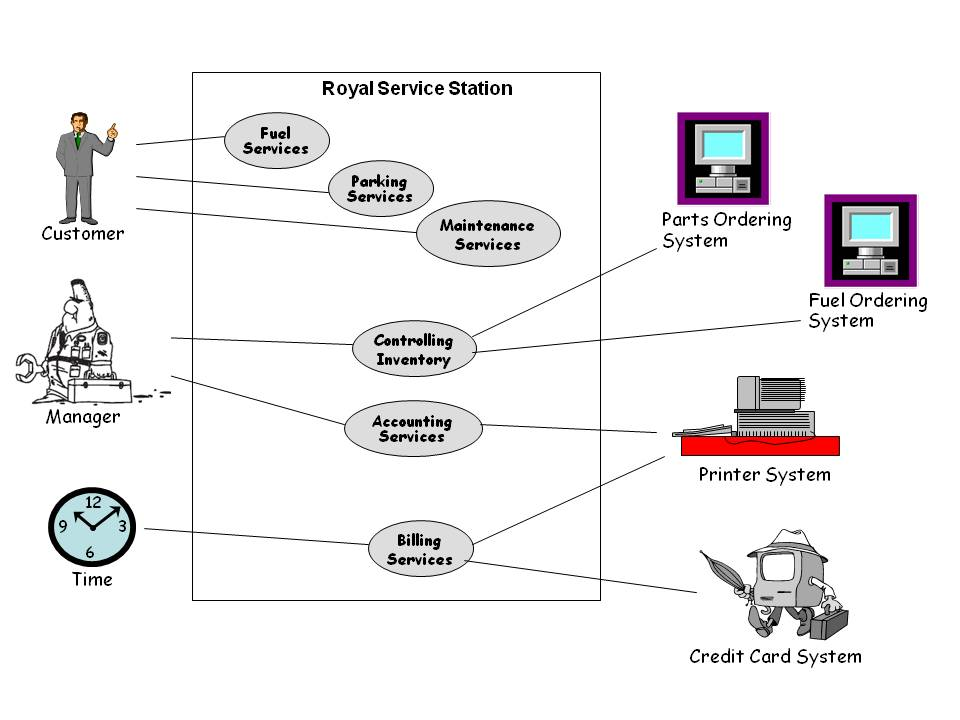 Royal Service Station
Fuel
Services
Parking
Services
Maintenance
Services
Customer
Parts Ordering
System
Fuel Ordering
System
Controlling
Inventory
Manager
Accounting
Services
Printer System
12
9
3
6
Time
Billing
Services
Credit Card System